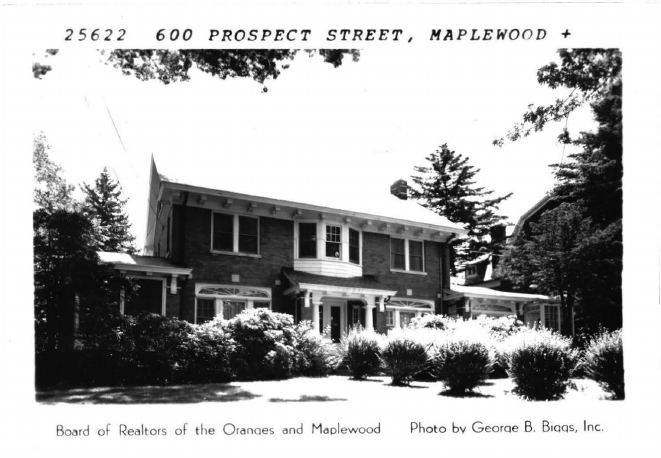 25622 600 PROSPECT STREET, MAPLEWOOD +
Board of Realtors of the Oranges and Maplewood Photo by George B. Biggs, Inc.